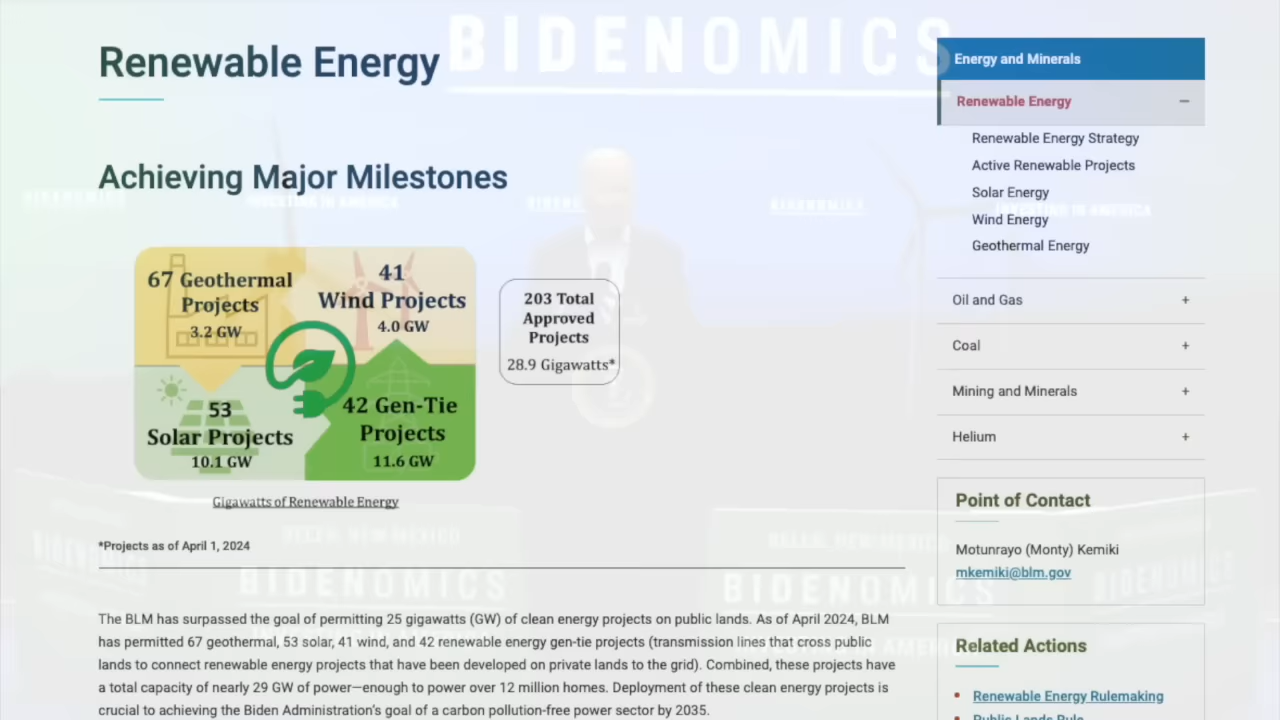 BIDENOMICS
Renewable Energy
Achieving Major Milestones
67 Geothermal
Projects
3.2 GW
41
Wind Projects
4.0 GW
53
Solar Projects
10.1 GW
42 Gen-Tie
Projects
11.6 GW
203 Total
Approved
Projects
28.9 Gigawatts*
Gigawatts of Renewable Energy
*Projects as of April 1, 2024
BIDENOMICS
BIDENOMICS
The BLM has surpassed the goal of permitting 25 gigawatts (GW) of clean energy projects on public lands. As of April 2024, BLM
has permitted 67 geothermal, 53 solar, 41 wind, and 42 renewable energy gen-tie projects (transmission lines that cross public
lands to connect renewable energy projects that have been developed on private lands to the grid). Combined, these projects have
a total capacity of nearly 29 GW of power—enough to power over 12 million homes. Deployment of these clean energy projects is
crucial to achieving the Biden Administration's goal of a carbon pollution-free power sector by 2035.
Energy and Minerals
Renewable Energy −
Renewable Energy Strategy
Active Renewable Projects
Solar Energy
Wind Energy
Geothermal Energy
Oil and Gas +
Coal +
Mining and Minerals +
Helium +
Point of Contact
Motunrayo (Monty) Kemiki
mkemiki@blm.gov
Related Actions
Renewable Energy Rulemaking
Public Lands Rule